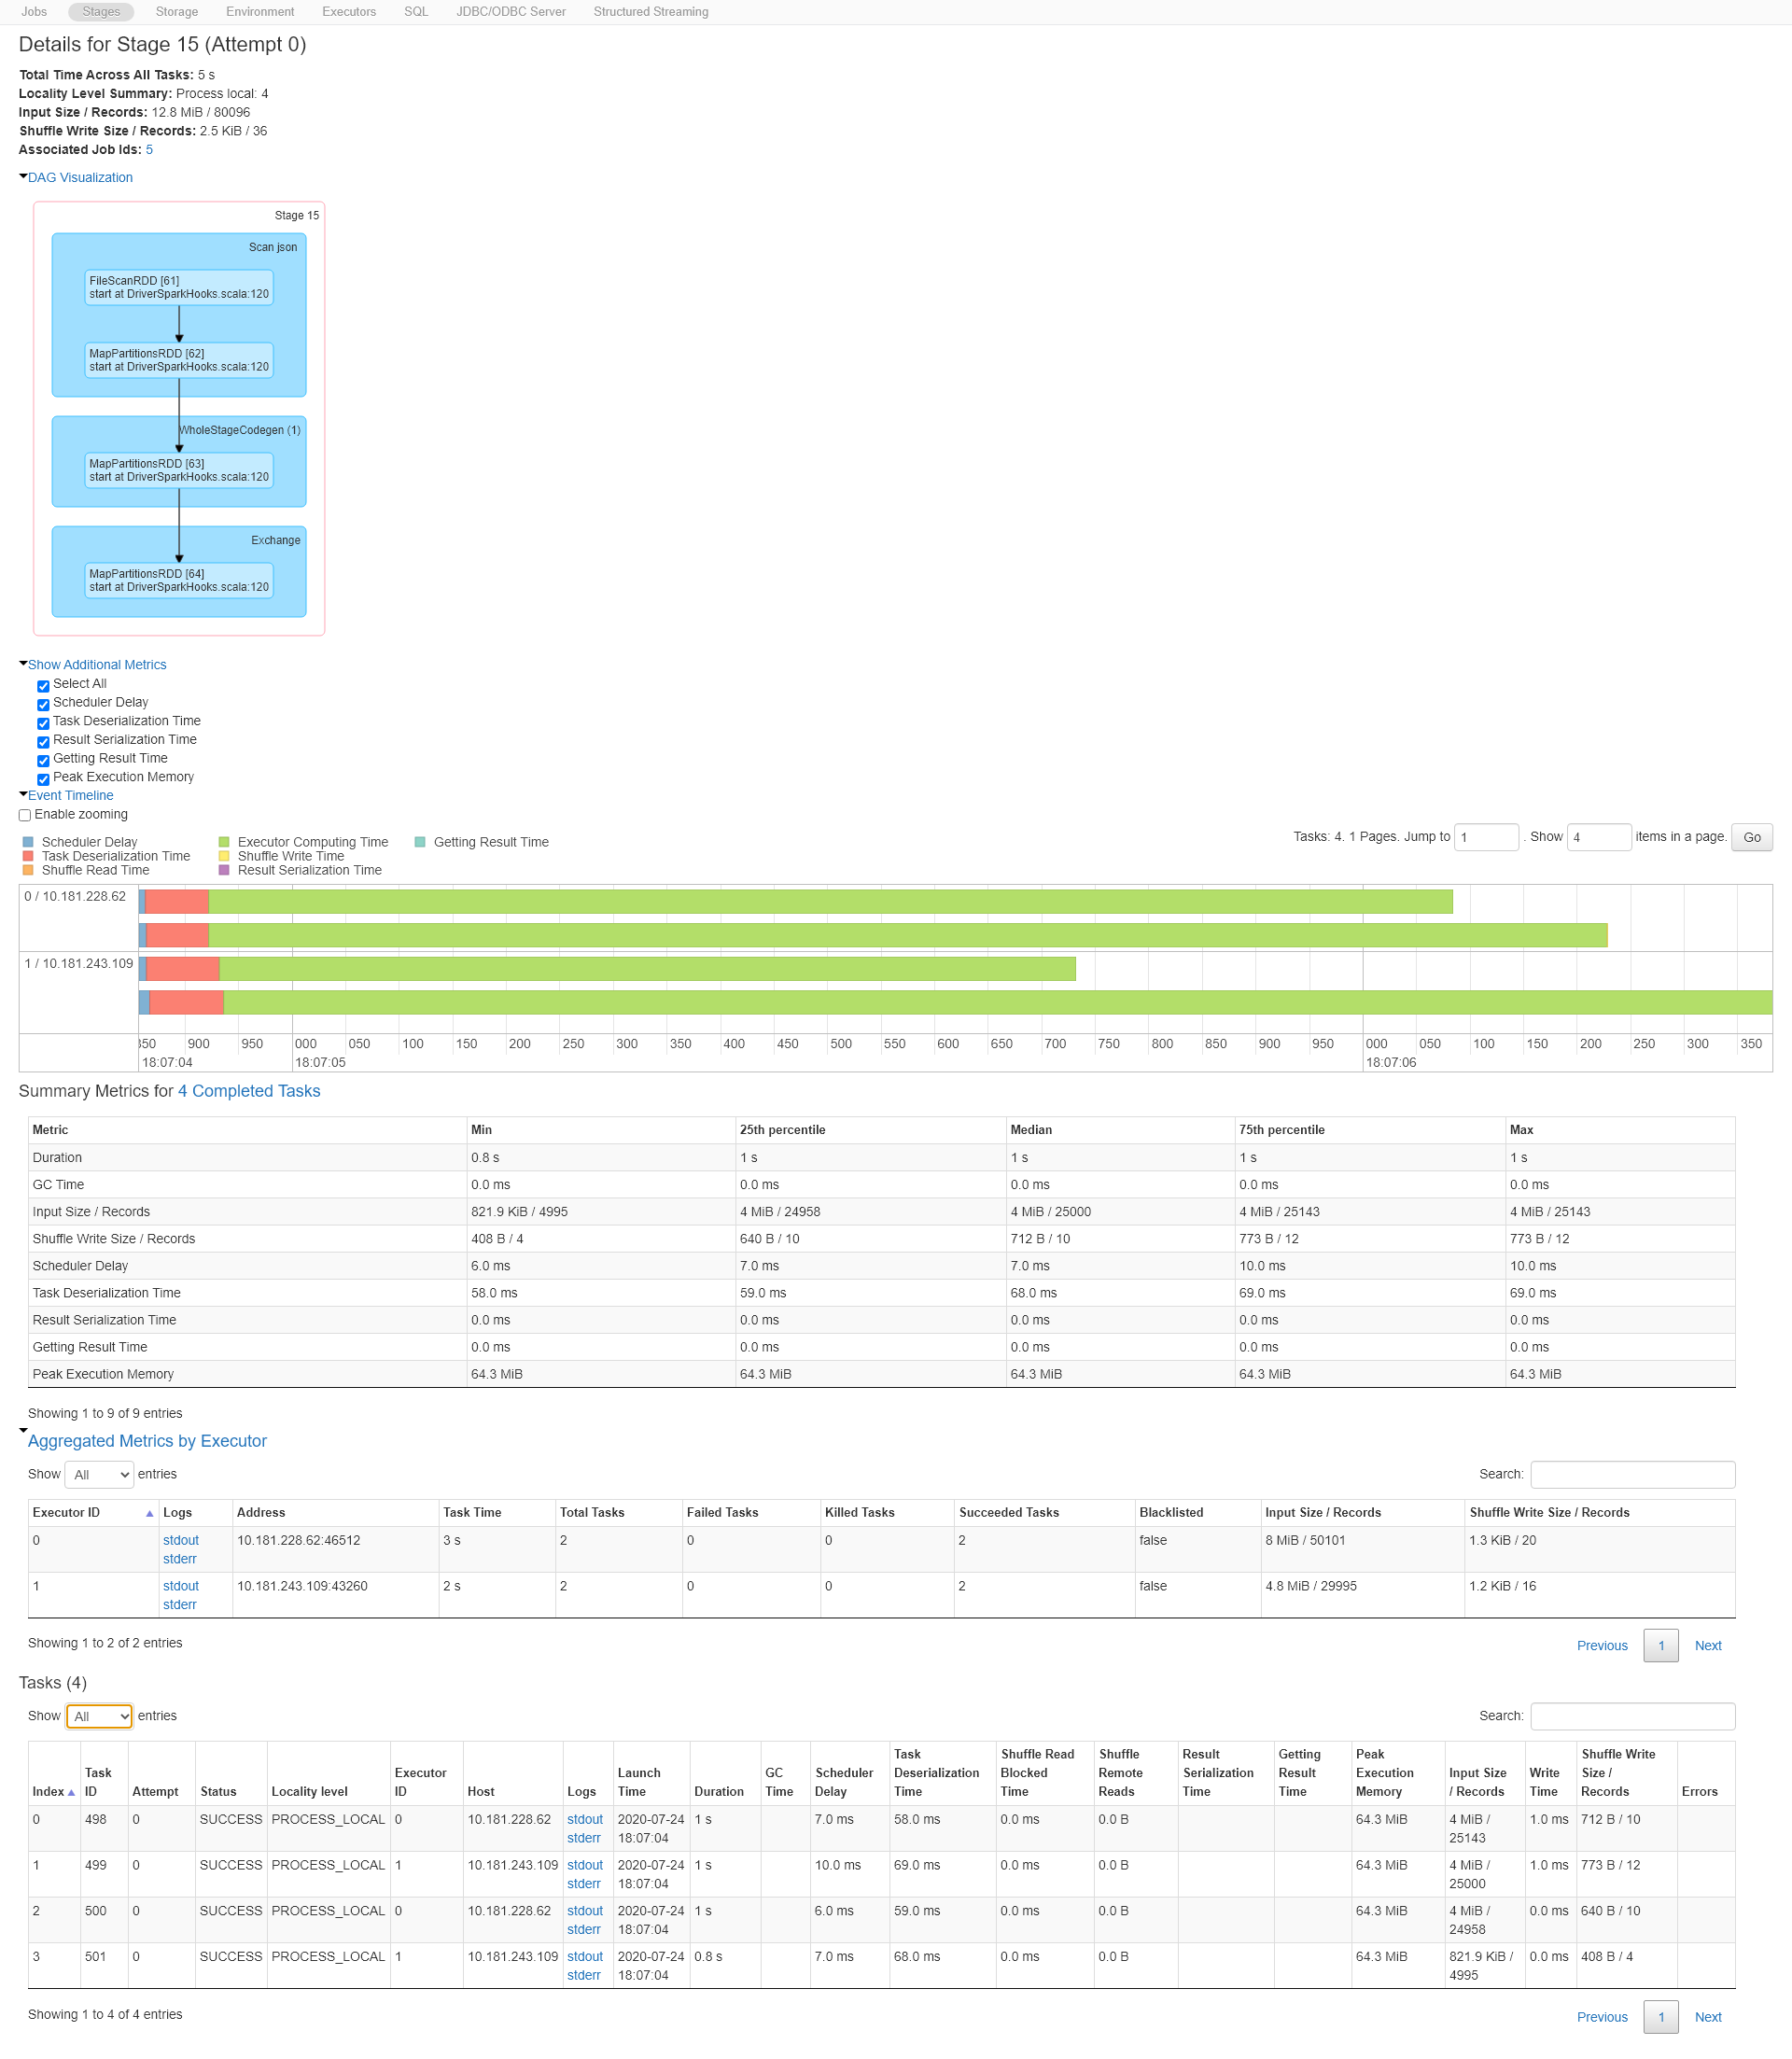 Jobs Stages Storage Environment Executors SQL JDBC/ODBC Server Structured Streaming
Details for Stage 15 (Attempt 0)
Total Time Across All Tasks: 5 s
Locality Level Summary: Process local: 4
Input Size / Records: 12.8 MiB / 80096
Shuffle Write Size / Records: 2.5 KiB / 36
Associated Job Ids: 5
DAG Visualization
Stage 15
Scan json
FileScanRDD [61]
start at DriverSparkHooks.scala:120
MapPartitionsRDD [62]
start at DriverSparkHooks.scala:120
WholeStageCodegen (1)
MapPartitionsRDD [63]
start at DriverSparkHooks.scala:120
Exchange
MapPartitionsRDD [64]
start at DriverSparkHooks.scala:120
Show Additional Metrics
Select All
Scheduler Delay
Task Deserialization Time
Result Serialization Time
Getting Result Time
Peak Execution Memory
Event Timeline
Enable zooming
Tasks: 4. 1 Pages. Jump to 1 . Show 4 items in a page. Go
Scheduler Delay Executor Computing Time Getting Result Time
Task Deserialization Time Shuffle Write Time
Shuffle Read Time Result Serialization Time
0 / 10.181.228.62
1 / 10.181.243.109
850 900 950 000 050 100 150 200 250 300 350 400 450 500 550 600 650 700 750 800 850 900 950 000 050 100 150 200 250 300 350
18:07:04 18:07:05 18:07:06
Summary Metrics for 4 Completed Tasks
Metric Min 25th percentile Median 75th percentile Max
Duration 0.8 s 1 s 1 s 1 s 1 s
GC Time 0.0 ms 0.0 ms 0.0 ms 0.0 ms 0.0 ms
Input Size / Records 821.9 KiB / 4995 4 MiB / 24958 4 MiB / 25000 4 MiB / 25143 4 MiB / 25143
Shuffle Write Size / Records 408 B / 4 640 B / 10 712 B / 10 773 B / 12 773 B / 12
Scheduler Delay 6.0 ms 7.0 ms 7.0 ms 10.0 ms 10.0 ms
Task Deserialization Time 58.0 ms 59.0 ms 68.0 ms 69.0 ms 69.0 ms
Result Serialization Time 0.0 ms 0.0 ms 0.0 ms 0.0 ms 0.0 ms
Getting Result Time 0.0 ms 0.0 ms 0.0 ms 0.0 ms 0.0 ms
Peak Execution Memory 64.3 MiB 64.3 MiB 64.3 MiB 64.3 MiB 64.3 MiB
Showing 1 to 9 of 9 entries
Aggregated Metrics by Executor
Show All entries Search:
Executor ID Logs Address Task Time Total Tasks Failed Tasks Killed Tasks Succeeded Tasks Blacklisted Input Size / Records Shuffle Write Size / Records
0 stdout 10.181.228.62:46512 3 s 2 0 0 2 false 8 MiB / 50101 1.3 KiB / 20
stderr
1 stdout 10.181.243.109:43260 2 s 2 0 0 2 false 4.8 MiB / 29995 1.2 KiB / 16
stderr
Showing 1 to 2 of 2 entries Previous 1 Next
Tasks (4)
Show All entries Search:
Task Shuffle Read Shuffle Result Getting Peak Shuffle Write
Task Executor Launch GC Scheduler Deserialization Blocked Remote Serialization Result Execution Input Size Write Size /
Index ID Attempt Status Locality level ID Host Logs Time Duration Time Delay Time Time Reads Time Time Memory / Records Time Records Errors
0 498 0 SUCCESS PROCESS_LOCAL 0 10.181.228.62 stdout 2020-07-24 1 s 7.0 ms 58.0 ms 0.0 ms 0.0 B 64.3 MiB 4 MiB / 1.0 ms 712 B / 10
stderr 18:07:04 25143
1 499 0 SUCCESS PROCESS_LOCAL 1 10.181.243.109 stdout 2020-07-24 1 s 10.0 ms 69.0 ms 0.0 ms 0.0 B 64.3 MiB 4 MiB / 1.0 ms 773 B / 12
stderr 18:07:04 25000
2 500 0 SUCCESS PROCESS_LOCAL 0 10.181.228.62 stdout 2020-07-24 1 s 6.0 ms 59.0 ms 0.0 ms 0.0 B 64.3 MiB 4 MiB / 0.0 ms 640 B / 10
stderr 18:07:04 24958
3 501 0 SUCCESS PROCESS_LOCAL 1 10.181.243.109 stdout 2020-07-24 0.8 s 7.0 ms 68.0 ms 0.0 ms 0.0 B 64.3 MiB 821.9 KiB / 0.0 ms 408 B / 4
stderr 18:07:04 4995
Showing 1 to 4 of 4 entries Previous 1 Next